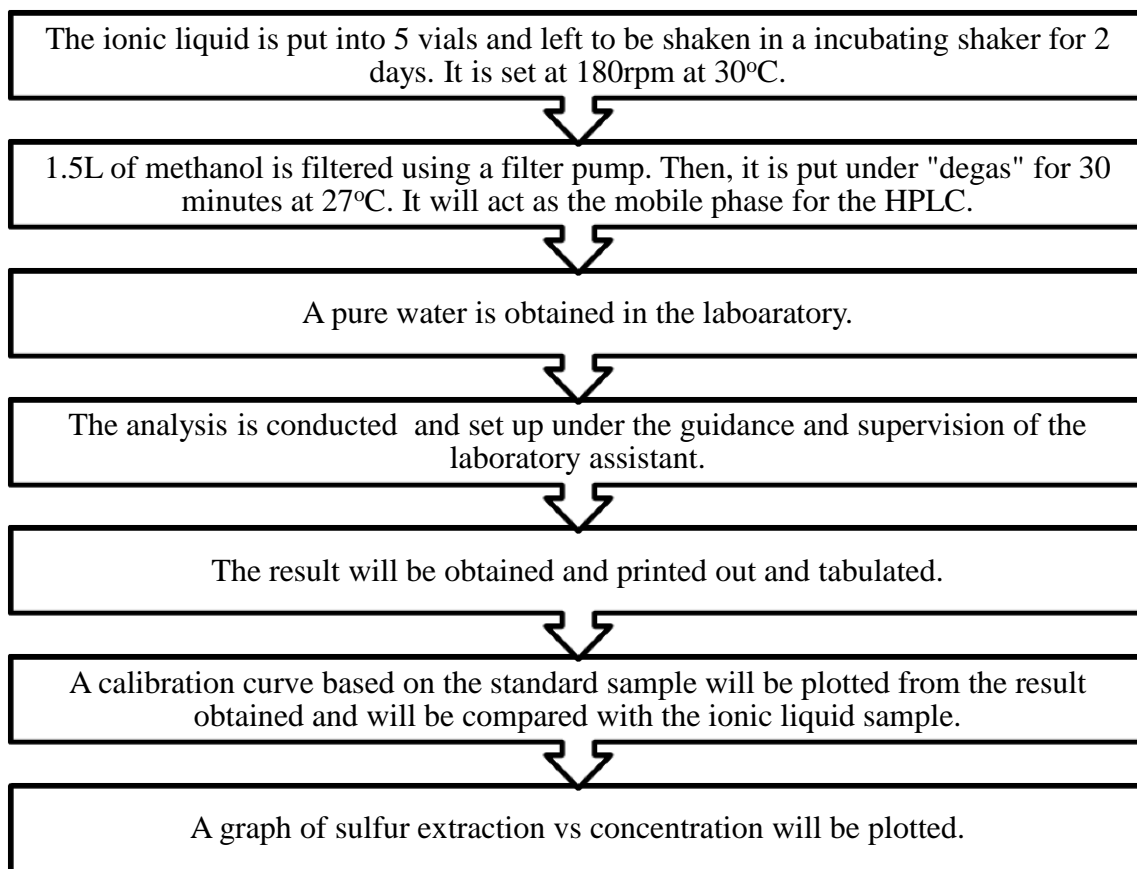 The ionic liquid is put into 5 vials and left to be shaken in a incubating shaker for 2
days. It is set at 180rpm at 30°C.
1.5L of methanol is filtered using a filter pump. Then, it is put under "degas" for 30
minutes at 27°C. It will act as the mobile phase for the HPLC.
A pure water is obtained in the laboaratory.
The analysis is conducted and set up under the guidance and supervision of the
laboratory assistant.
The result will be obtained and printed out and tabulated.
A calibration curve based on the standard sample will be plotted from the result
obtained and will be compared with the ionic liquid sample.
A graph of sulfur extraction vs concentration will be plotted.